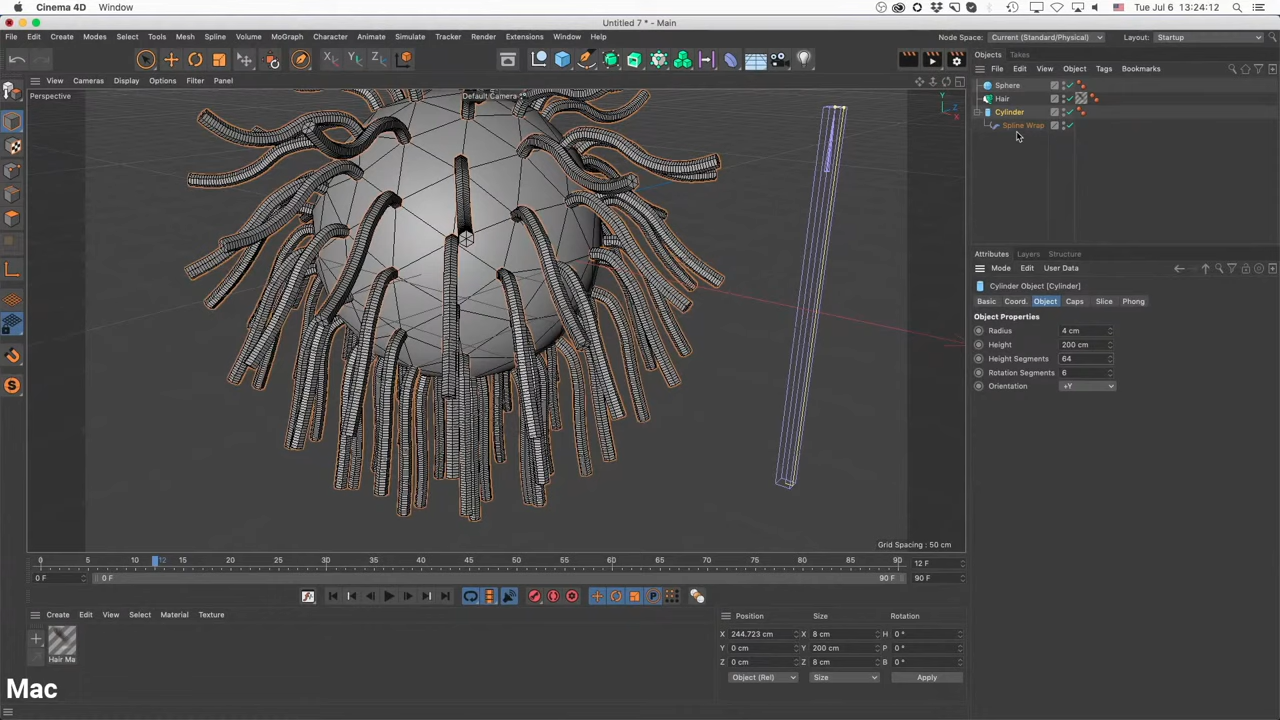 Cinema 4D Window Help Tue Jul 6 13:24:12
Untitled 7 * - Main
File Edit Create Modes Select Tools Mesh Spline Volume MoGraph Character Animate Simulate Tracker Render Extensions Window Help Node Space: Current (Standard/Physical) Layout: Startup
Objects Takes
File Edit View Object Tags Bookmarks
View Cameras Display Options Filter Panel
Perspective Default Camera
Sphere
Hair
Cylinder
Spline Wrap
Attributes Layers Structure
Mode Edit User Data
Cylinder Object [Cylinder]
Basic Coord. Object Caps Slice Phong
Object Properties
Radius 4 cm
Height 200 cm
Height Segments 64
Rotation Segments 6
Orientation +Y
Y
Z
X
Grid Spacing : 50 cm
0 5 10 12 15 20 25 30 35 40 45 50 55 60 65 70 75 80 85 90 12 F
0 F 0 F 90 F 90 F
Create Edit View Select Material Texture
Position Size Rotation
X 244.723 cm X 8 cm H 0 °
Y 0 cm Y 200 cm P 0 °
Z 0 cm Z 8 cm B 0 °
Object (Rel) Size Apply
Hair Ma
Mac